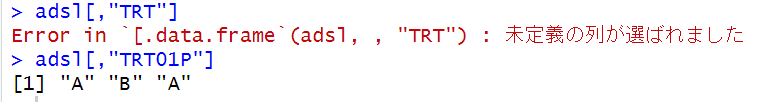 > adsl[,"TRT"]
Error in `[.data.frame`(adsl, , "TRT") : 未定義の列が選ばれました
> adsl[,"TRT01P"]
[1] "A" "B" "A"